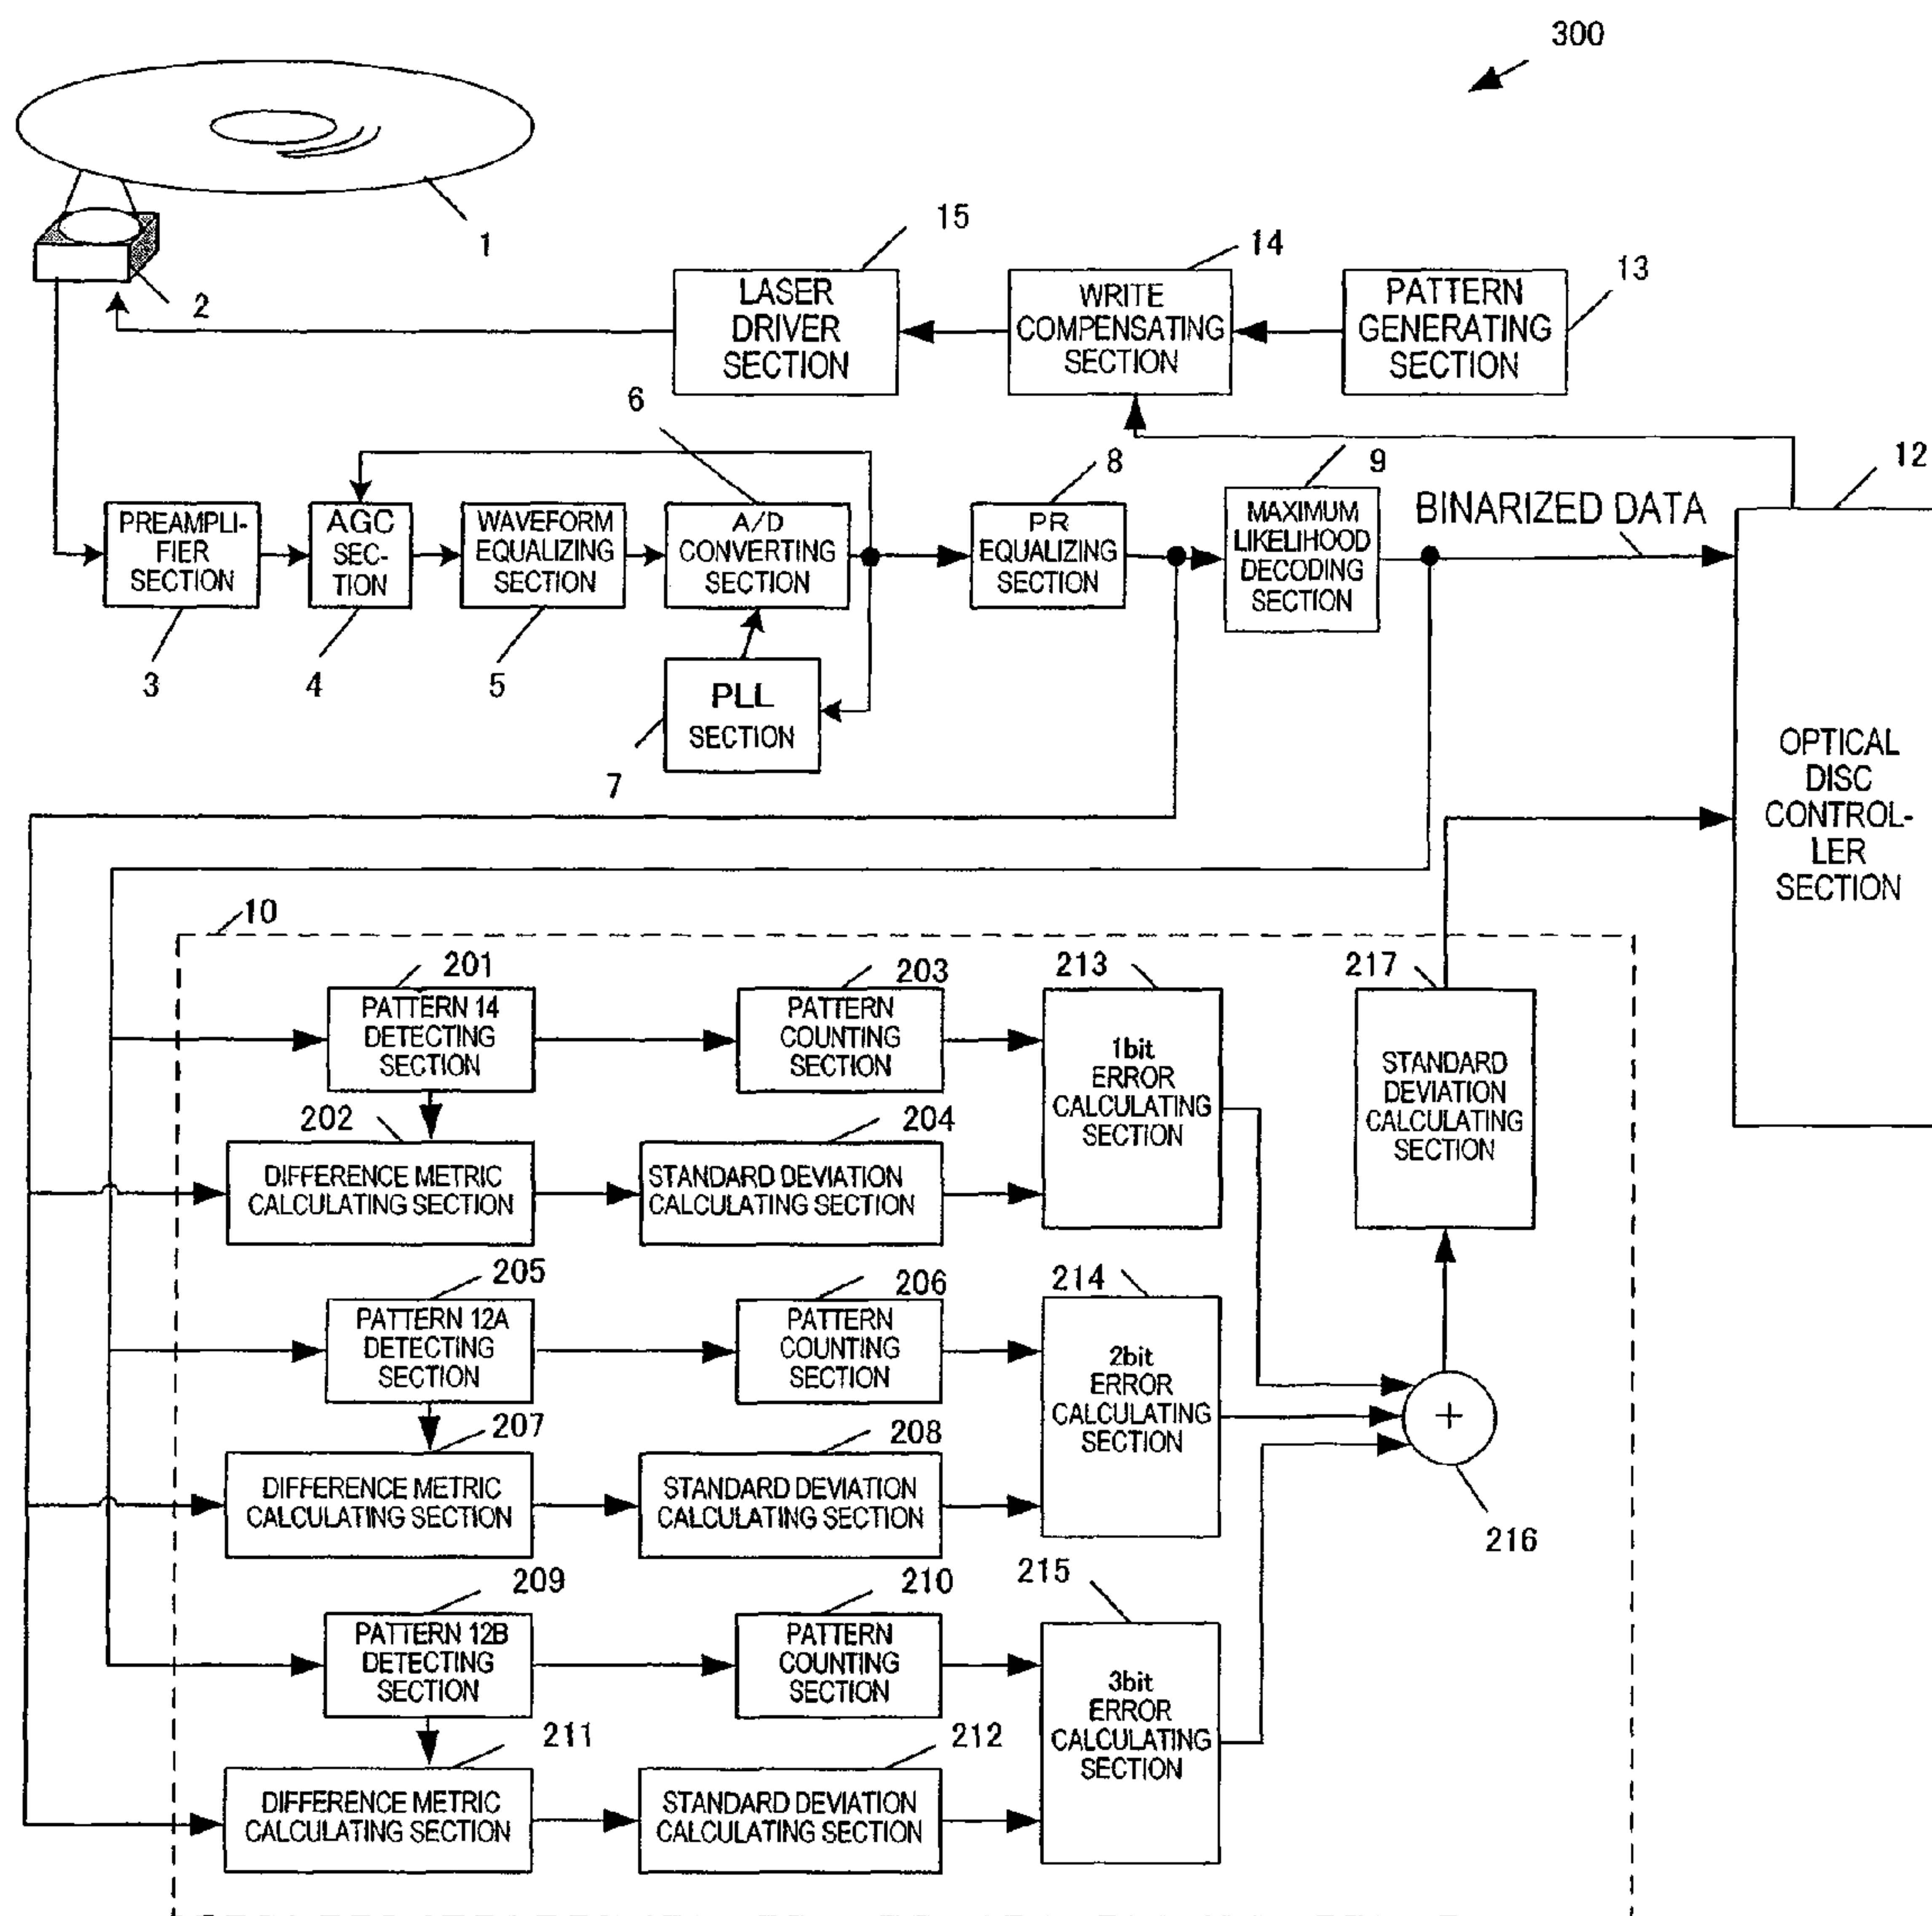 300
1
2
15
14
13
LASER
DRIVER
SECTION
WRITE
COMPENSATING
SECTION
PATTERN
GENERATING
SECTION
6
8
9
12
BINARIZED DATA
PREAMPLI-
FIER
SECTION
AGC
SEC-
TION
WAVEFORM
EQUALIZING
SECTION
A/D
CONVERTING
SECTION
PR
EQUALIZING
SECTION
MAXIMUM
LIKELIHOOD
DECODING
SECTION
3
4
5
PLL
SECTION
7
OPTICAL
DISC
CONTROL-
LER
SECTION
10
201
203
213
217
PATTERN 14
DETECTING
SECTION
PATTERN
COUNTING
SECTION
1bit
ERROR
CALCULATING
SECTION
STANDARD
DEVIATION
CALCULATING
SECTION
202
204
DIFFERENCE METRIC
CALCULATING SECTION
STANDARD DEVIATION
CALCULATING SECTION
205
206
214
PATTERN 12A
DETECTING
SECTION
PATTERN
COUNTING
SECTION
2bit
ERROR
CALCULATING
SECTION
+
216
207
208
DIFFERENCE METRIC
CALCULATING SECTION
STANDARD DEVIATION
CALCULATING SECTION
209
210
215
PATTERN 12B
DETECTING
SECTION
PATTERN
COUNTING
SECTION
3bit
ERROR
CALCULATING
SECTION
211
212
DIFFERENCE METRIC
CALCULATING SECTION
STANDARD DEVIATION
CALCULATING SECTION